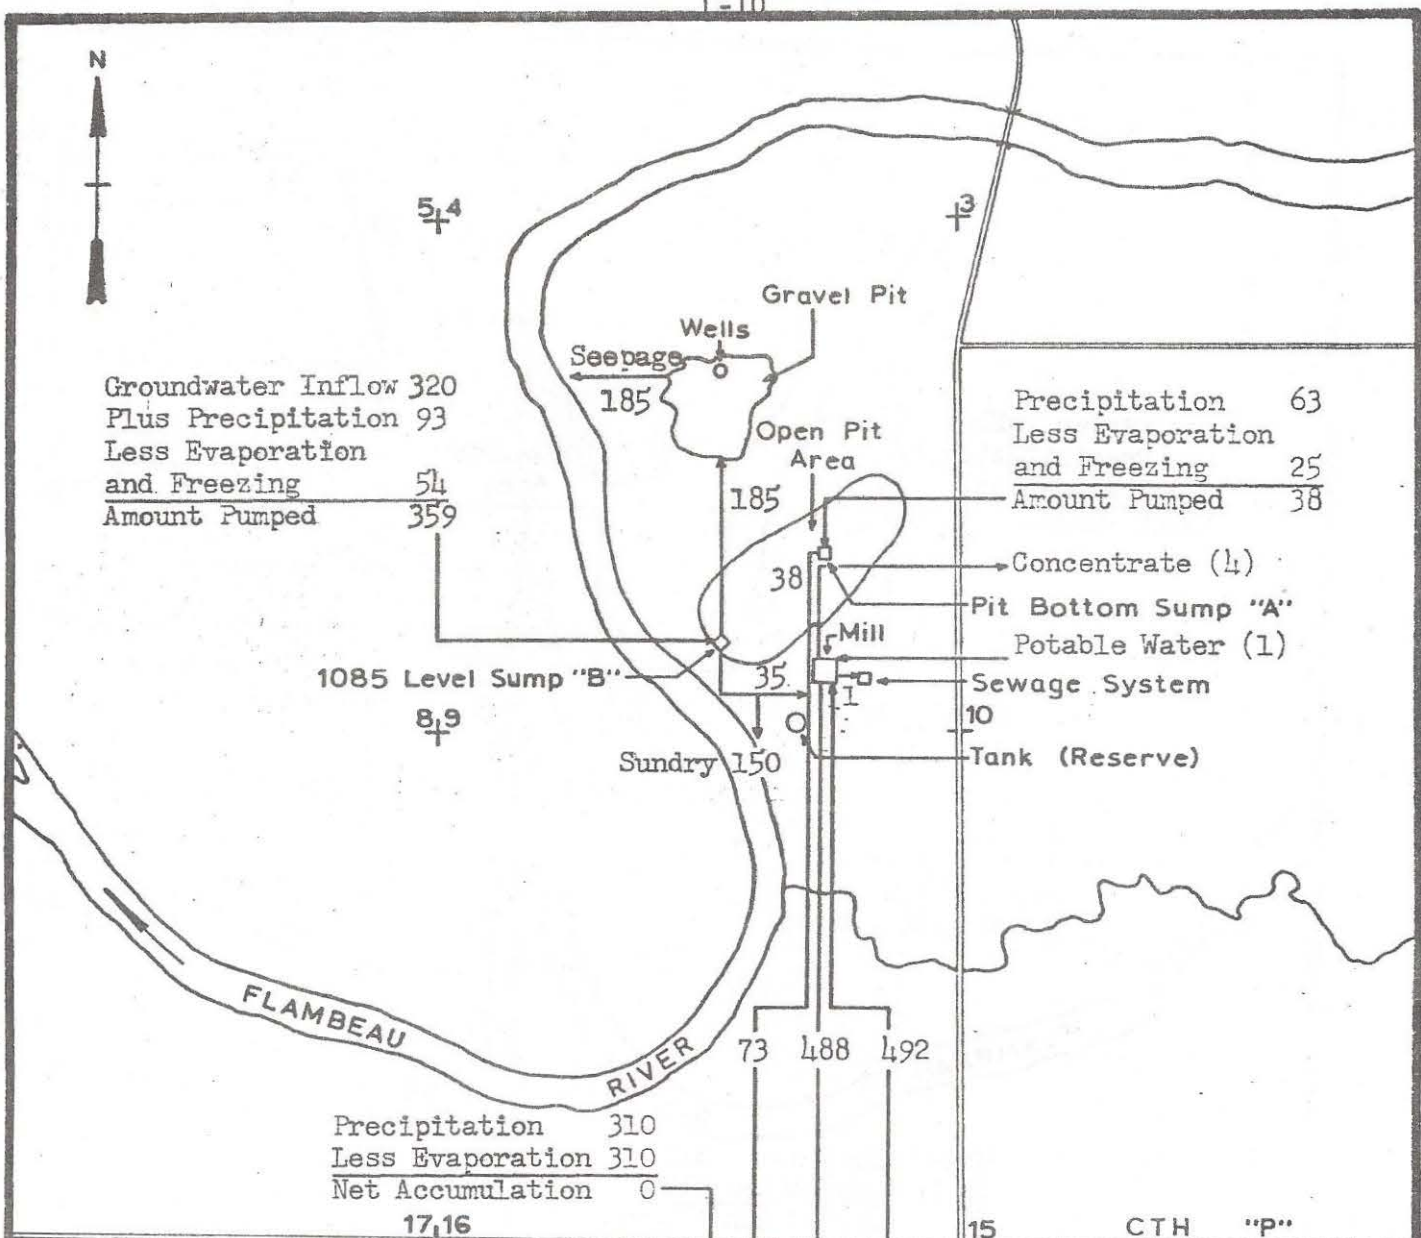 1-10
N
5 4
3
Gravel Pit
Wells
Seepage
185
Groundwater Inflow 320
Plus Precipitation 93
Less Evaporation
and Freezing 54
Amount Pumped 359
Precipitation 63
Less Evaporation
and Freezing 25
Amount Pumped 38
Open Pit
Area
185
38
Concentrate (4)
Pit Bottom Sump "A"
Mill
Potable Water (1)
1085 Level Sump "B"
35
1
Sewage System
8 9
10
Sundry 150
Tank (Reserve)
FLAMBEAU
RIVER
73 488 492
Precipitation 310
Less Evaporation 310
Net Accumulation 0
17 16
15
CTH "P"